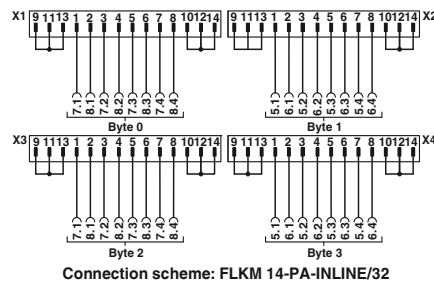 X1 9 11 13 1 2 3 4 5 6 7 8 10 12 14
9 11 13 1 2 3 4 5 6 7 8 10 12 14 X2
7.1 8.1 7.2 8.2 7.3 8.3 7.4 8.4
5.1 6.1 5.2 6.2 5.3 6.3 5.4 6.4
Byte 0
Byte 1
X3 9 11 13 1 2 3 4 5 6 7 8 10 12 14
9 11 13 1 2 3 4 5 6 7 8 10 12 14 X4
7.1 8.1 7.2 8.2 7.3 8.3 7.4 8.4
5.1 6.1 5.2 6.2 5.3 6.3 5.4 6.4
Byte 2
Byte 3
Connection scheme: FLKM 14-PA-INLINE/32